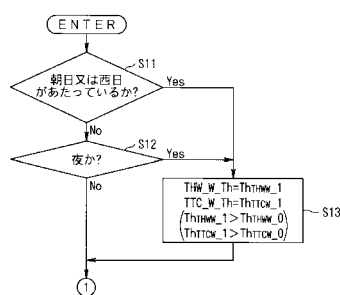 ENTER
S11
朝日又は西日
があたっているか?
Yes
No
S12
夜か?
Yes
No
THW_W_Th=ThTHWW_1
TTC_W_Th=ThTTCW_1
(ThTHWW_1>ThTHWW_0
ThTTCW_1>ThTTCW_0)
S13
1